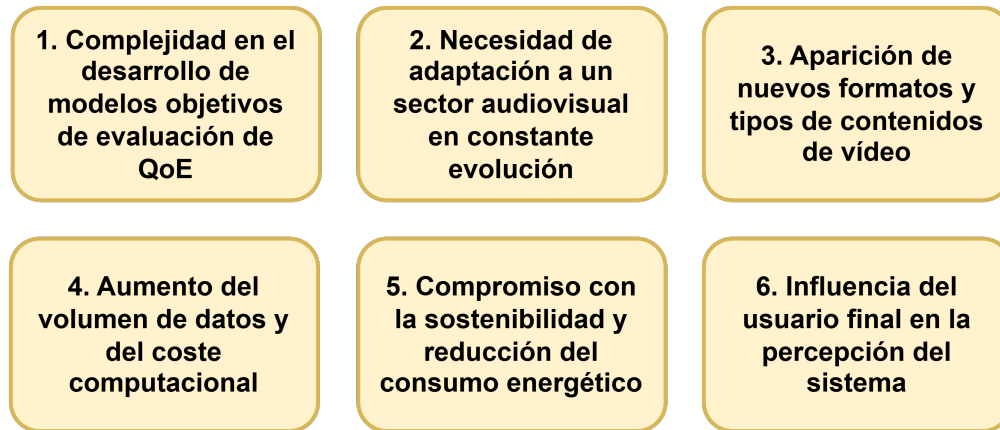 1. Complejidad en el
desarrollo de
modelos objetivos
de evaluación de
QoE
2. Necesidad de
adaptación a un
sector audiovisual
en constante
evolución
3. Aparición de
nuevos formatos y
tipos de contenidos
de vídeo
4. Aumento del
volumen de datos y
del coste
computacional
5. Compromiso con
la sostenibilidad y
reducción del
consumo energético
6. Influencia del
usuario final en la
percepción del
sistema